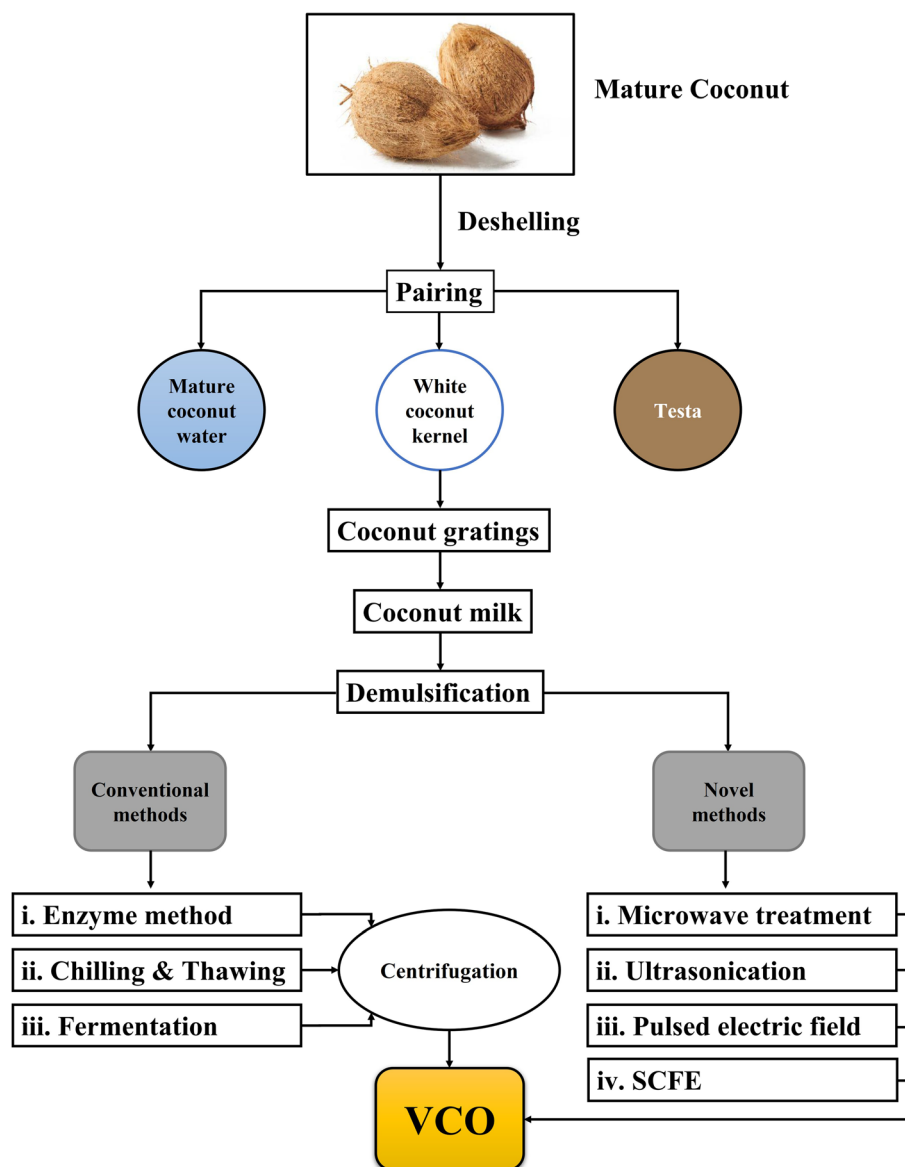 Mature Coconut
Deshelling
Pairing
Mature
coconut
water
White
coconut
kernel
Testa
Coconut gratings
Coconut milk
Demulsification
Conventional
methods
Novel
methods
i. Enzyme method
ii. Chilling & Thawing
iii. Fermentation
Centrifugation
i. Microwave treatment
ii. Ultrasonication
iii. Pulsed electric field
iv. SCFE
VCO